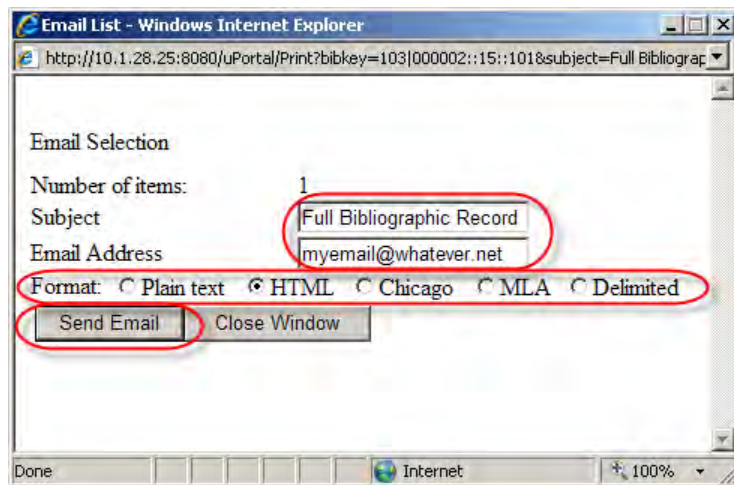 Email List - Windows Internet Explorer
http://10.1.28.25:8080/uPortal/Print?bibkey=103|000002::15::101&subject=Full Bibliograp
Email Selection
Number of items: 1
Subject Full Bibliographic Record
Email Address myemail@whatever.net
Format: Plain text HTML Chicago MLA Delimited
Send Email Close Window
Done Internet 100%